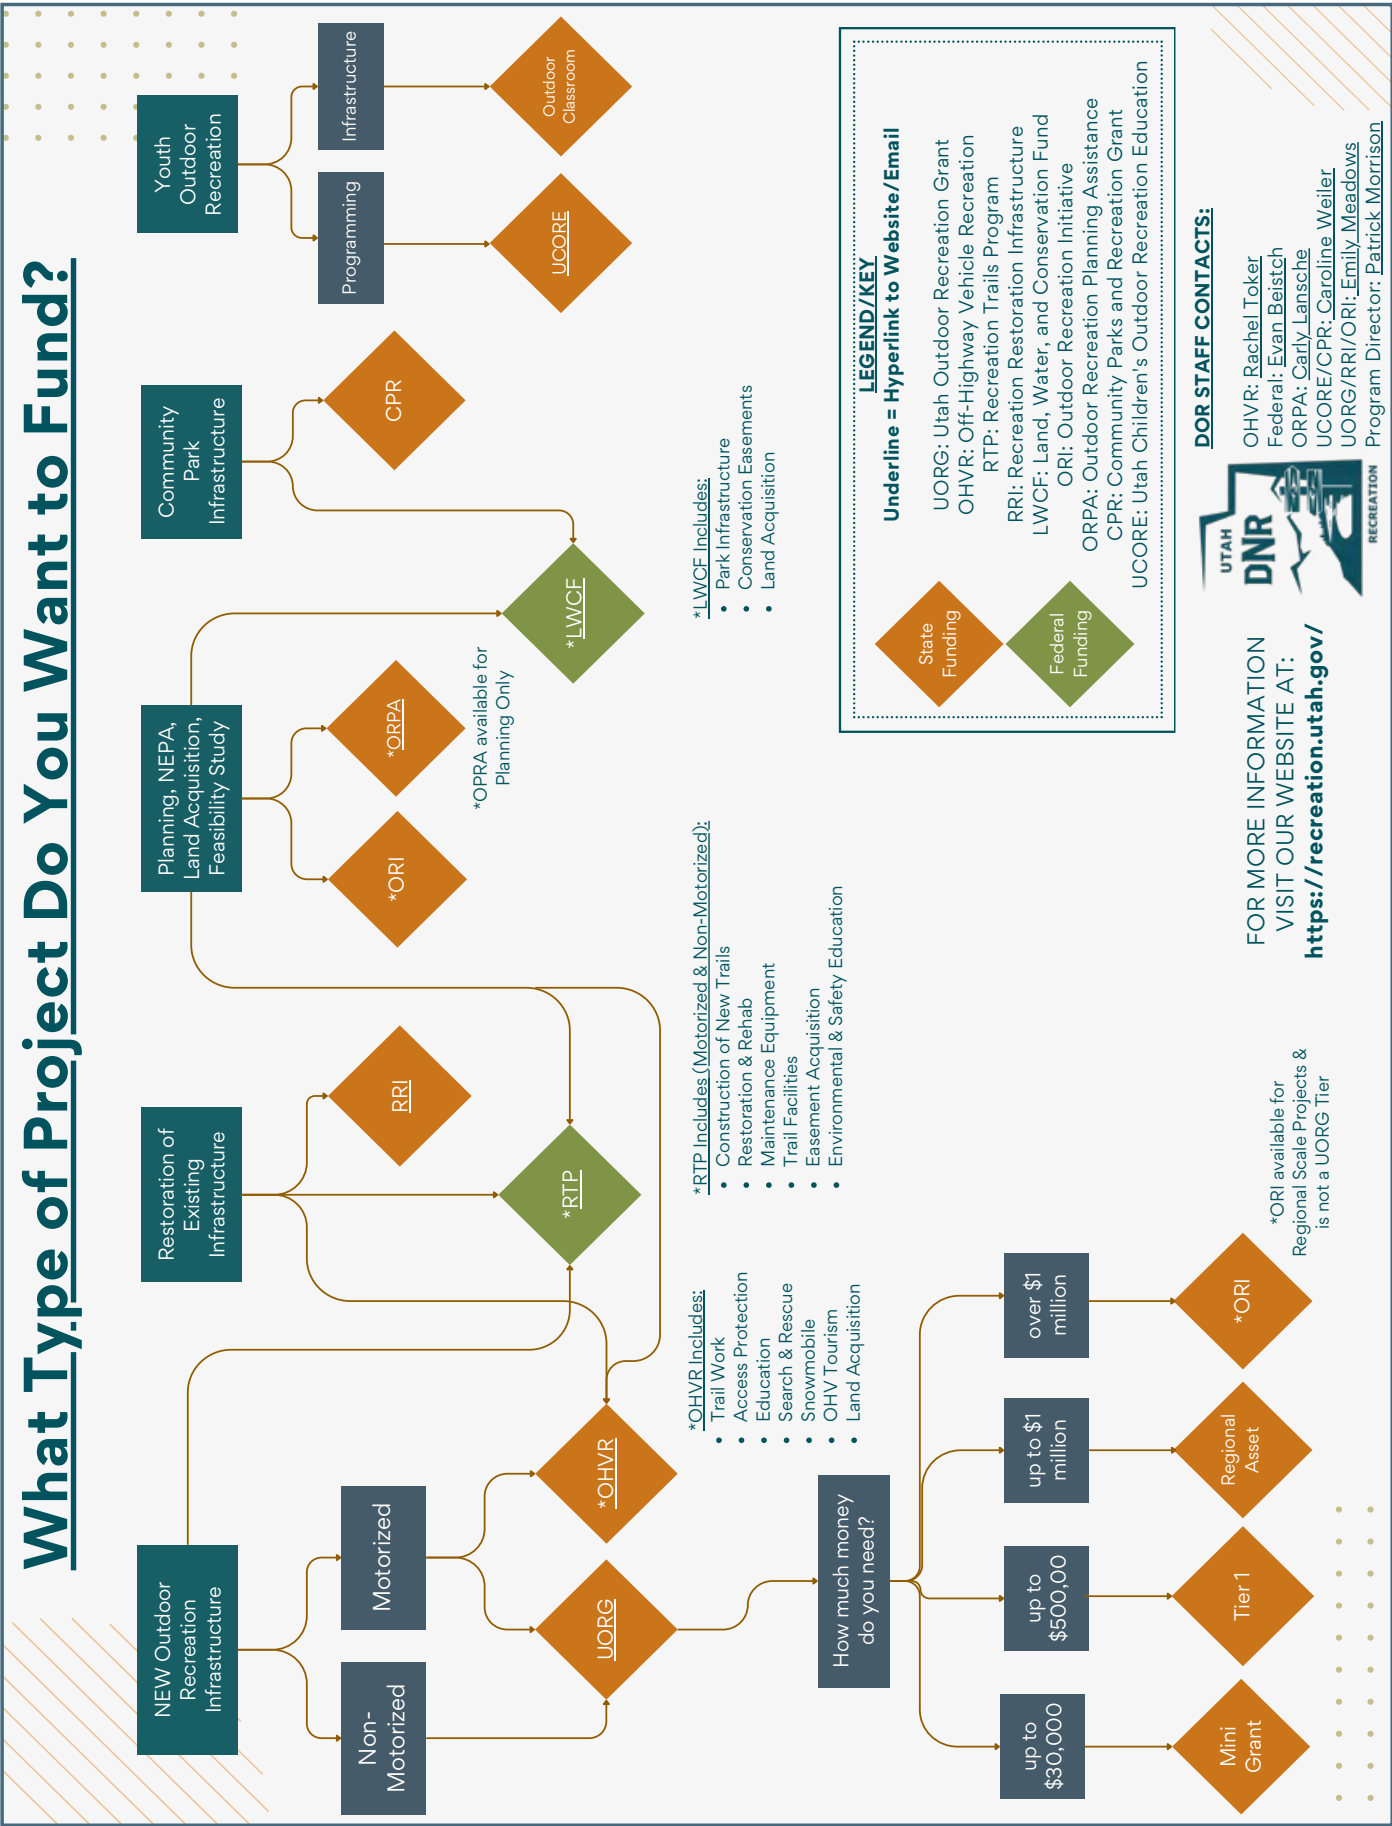 What Type of Project Do You Want to Fund?
NEW Outdoor
Recreation
Infrastructure
Non-
Motorized
Motorized
UORG
*OHVR
Restoration of
Existing
Infrastructure
RRI
*RTP
Planning, NEPA,
Land Acquisition,
Feasibility Study
*ORI
*ORPA
*OPRA available for
Planning Only
*LWCF
Community
Park
Infrastructure
CPR
Youth
Outdoor
Recreation
Programming
Infrastructure
UCORE
Outdoor
Classroom
*OHVR Includes:
• Trail Work
• Access Protection
• Education
• Search & Rescue
• Snowmobile
• OHV Tourism
• Land Acquisition
*RTP Includes (Motorized & Non-Motorized):
• Construction of New Trails
• Restoration & Rehab
• Maintenance Equipment
• Trail Facilities
• Easement Acquisition
• Environmental & Safety Education
*LWCF Includes:
• Park Infrastructure
• Conservation Easements
• Land Acquisition
How much money
do you need?
up to
$30,000
up to
$500,00
up to $1
million
over $1
million
Mini
Grant
Tier 1
Regional
Asset
*ORI
*ORI available for
Regional Scale Projects &
is not a UORG Tier
LEGEND/KEY
Underline = Hyperlink to Website/Email
State
Funding
Federal
Funding
UORG: Utah Outdoor Recreation Grant
OHVR: Off-Highway Vehicle Recreation
RTP: Recreation Trails Program
RRI: Recreation Restoration Infrastructure
LWCF: Land, Water, and Conservation Fund
ORI: Outdoor Recreation Initiative
ORPA: Outdoor Recreation Planning Assistance
CPR: Community Parks and Recreation Grant
UCORE: Utah Children's Outdoor Recreation Education
FOR MORE INFORMATION
VISIT OUR WEBSITE AT:
https://recreation.utah.gov/
UTAH
DNR
RECREATION
DOR STAFF CONTACTS:
OHVR: Rachel Toker
Federal: Evan Beistch
ORPA: Carly Lansche
UCORE/CPR: Caroline Weiler
UORG/RRI/ORI: Emily Meadows
Program Director: Patrick Morrison